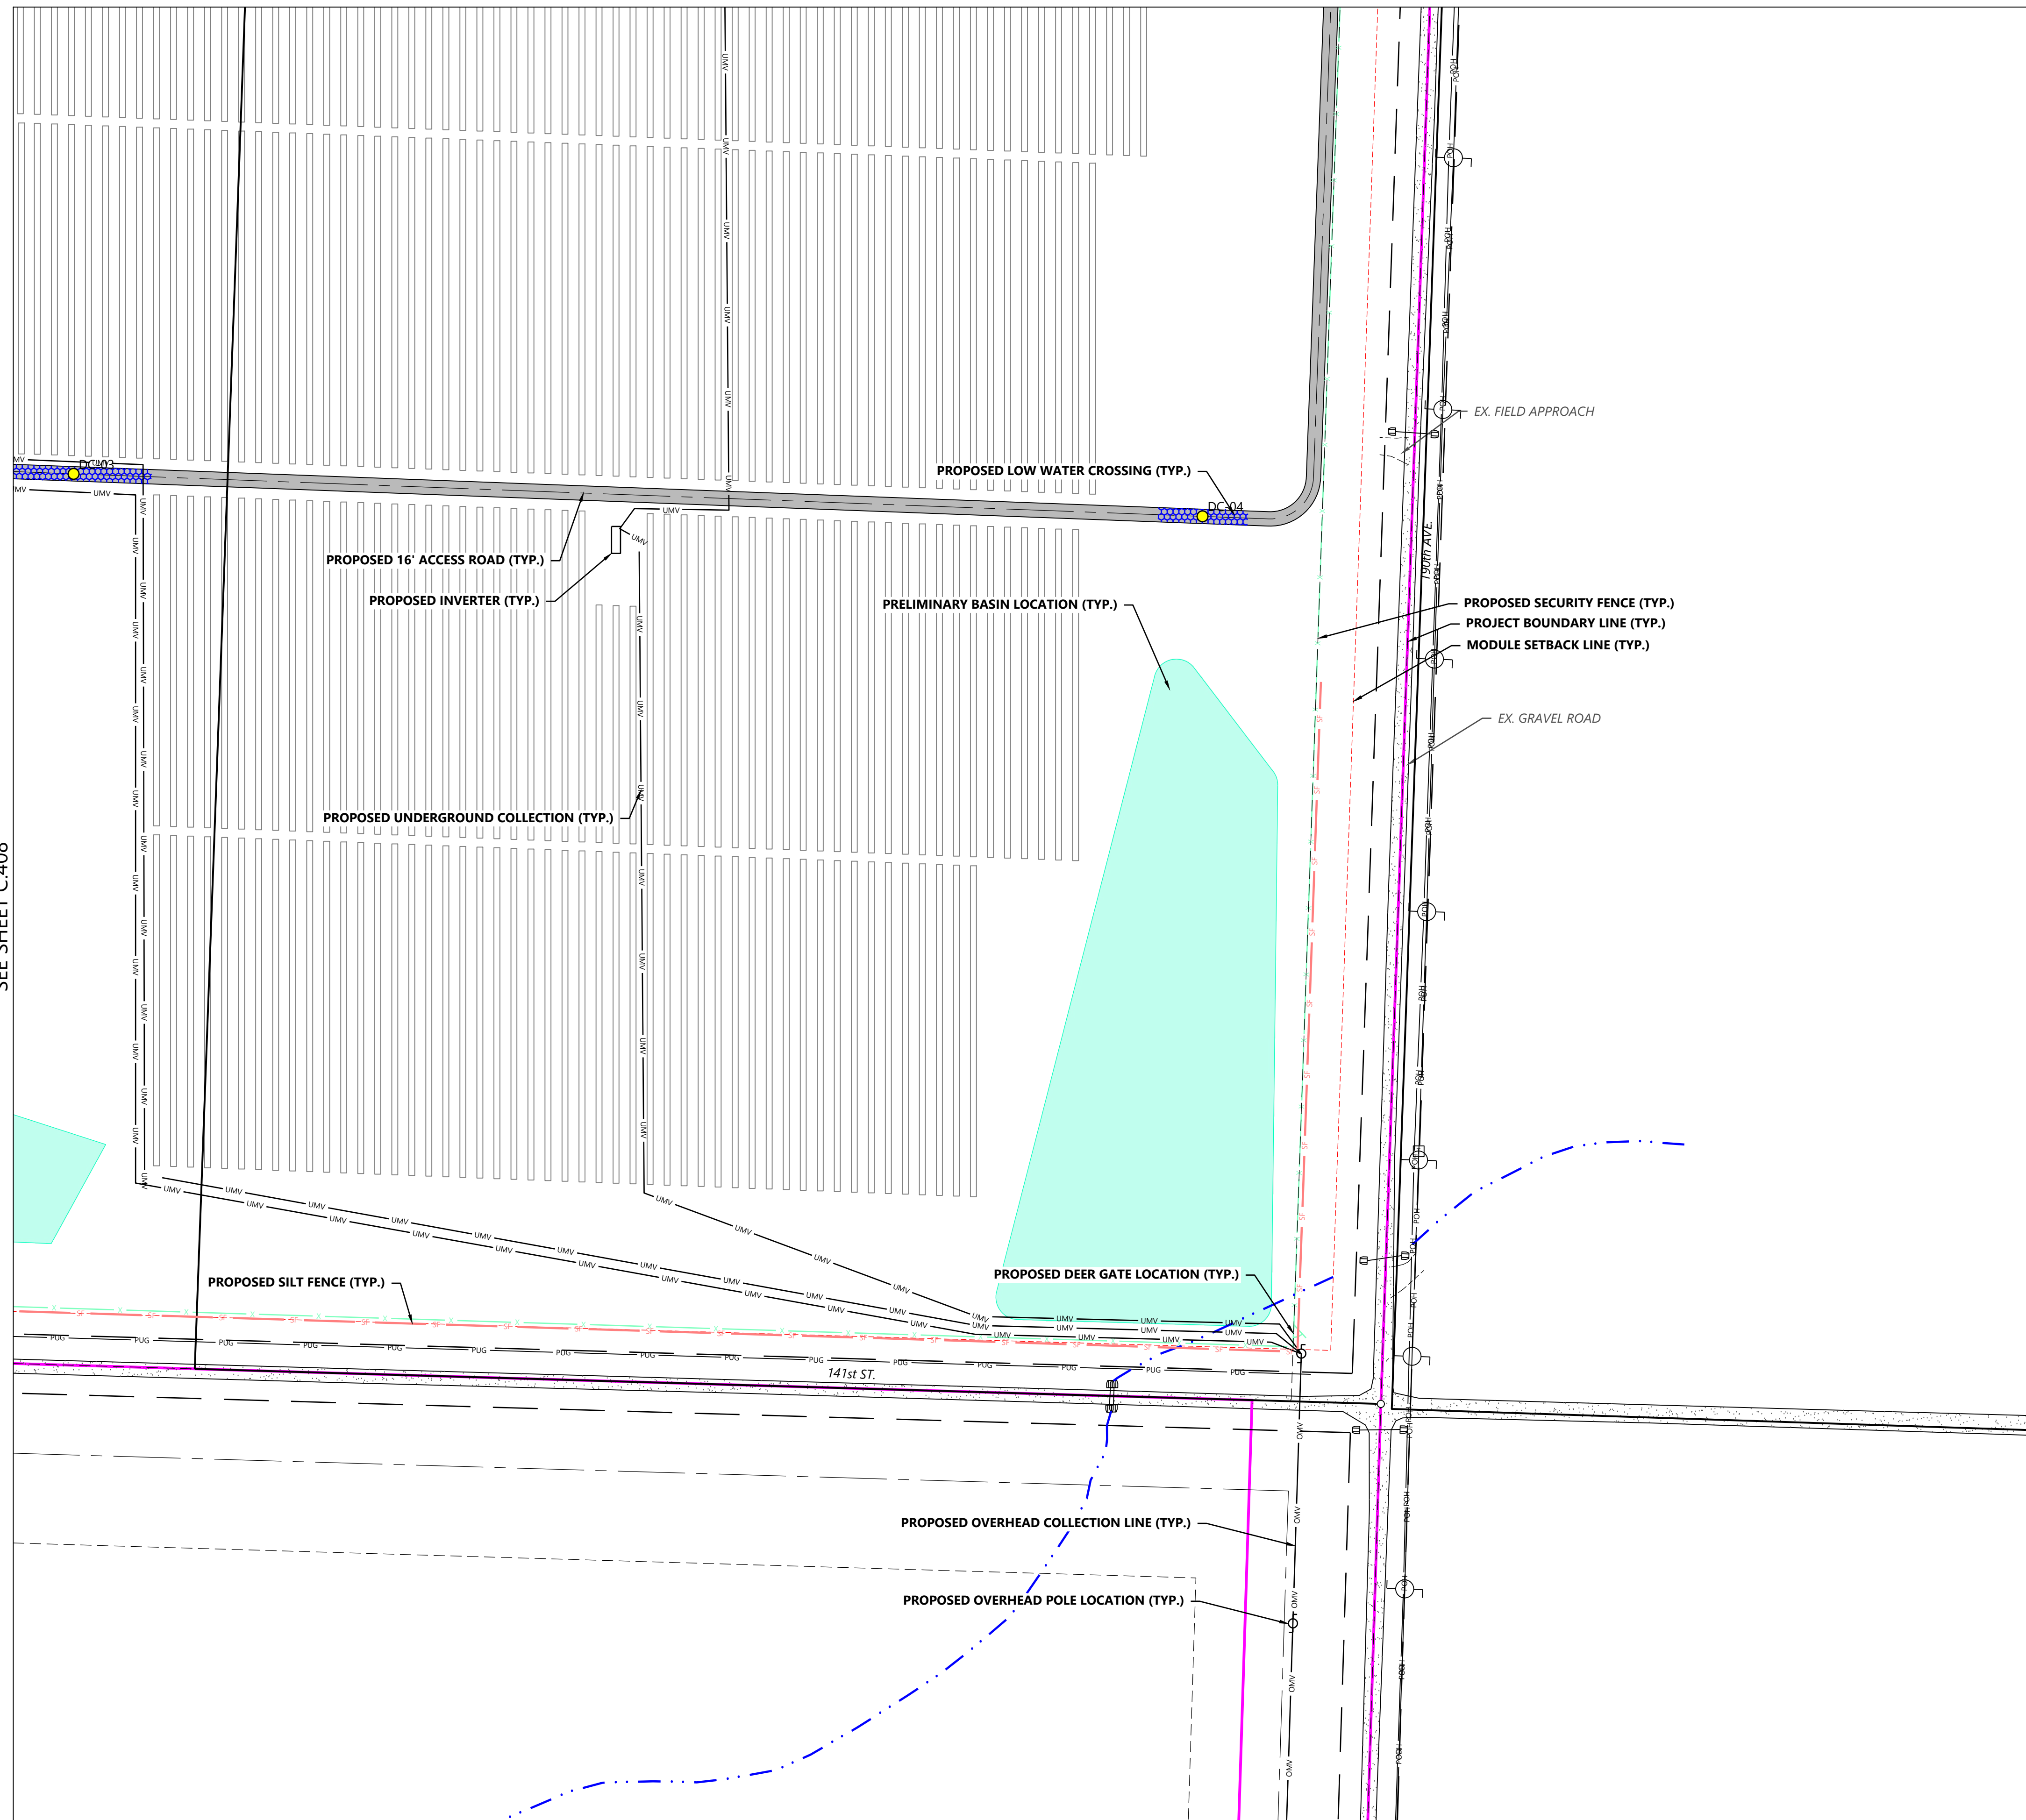 EX. FIELD APPROACH
PROPOSED LOW WATER CROSSING (TYP.)
DC-04
190th AVE.
PROPOSED 16' ACCESS ROAD (TYP.)
PROPOSED INVERTER (TYP.)
PRELIMINARY BASIN LOCATION (TYP.)
PROPOSED SECURITY FENCE (TYP.)
PROJECT BOUNDARY LINE (TYP.)
MODULE SETBACK LINE (TYP.)
EX. GRAVEL ROAD
PROPOSED UNDERGROUND COLLECTION (TYP.)
SEE SHEET C.408
PROPOSED SILT FENCE (TYP.)
PROPOSED DEER GATE LOCATION (TYP.)
UMV
SF
PUG
POH
OMV
141st ST.
PROPOSED OVERHEAD COLLECTION LINE (TYP.)
PROPOSED OVERHEAD POLE LOCATION (TYP.)